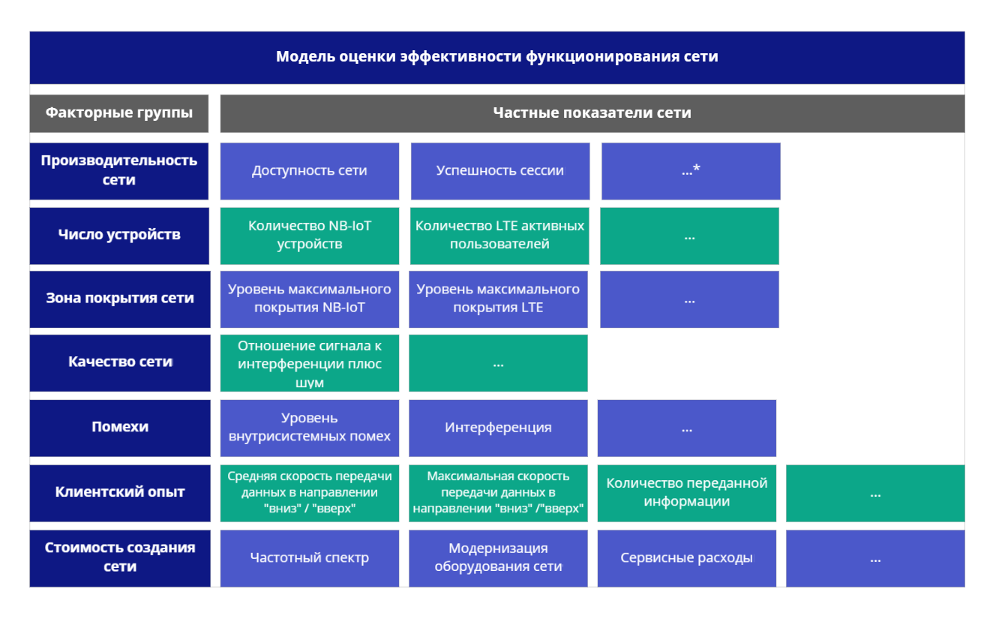 Модель оценки эффективности функционирования сети
Факторные группы
Частные показатели сети
Производительность
сети
Доступность сети
Успешность сессии
...*
Число устройств
Количество NB-IoT
устройств
Количество LTE активных
пользователей
...
Зона покрытия сети
Уровень максимального
покрытия NB-IoT
Уровень максимального
покрытия LTE
...
Качество сети
Отношение сигнала к
интерференции плюс
шум
...
Помехи
Уровень
внутрисистемных помех
Интерференция
...
Клиентский опыт
Средняя скорость передачи
данных в направлении
"вниз" / "вверх"
Максимальная скорость
передачи данных в
направлении "вниз" /"вверх"
Количество переданной
информации
...
Стоимость создания
сети
Частотный спектр
Модернизация
оборудования сети
Сервисные расходы
...